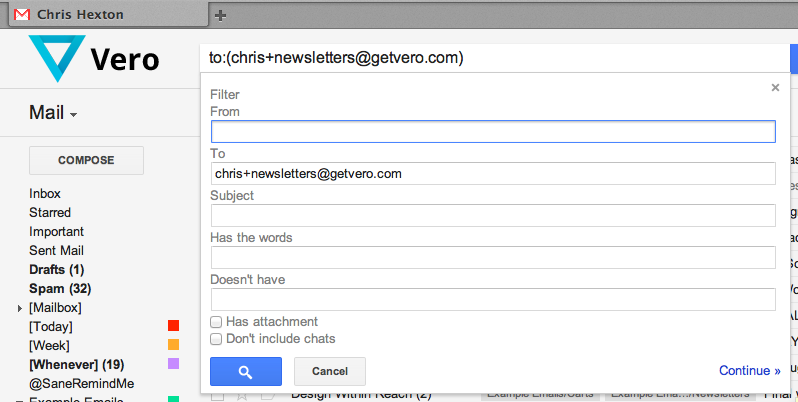 Chris Hexton
Vero
to:(chris+newsletters@getvero.com)
Filter
From
To
chris+newsletters@getvero.com
Subject
Has the words
Doesn't have
Has attachment
Don't include chats
Cancel
Continue »
Mail
COMPOSE
Inbox
Starred
Important
Sent Mail
Drafts (1)
Spam (32)
[Mailbox]
[Today]
[Week]
[Whenever] (19)
@SaneRemindMe
Example Emails
Design Within Reach (2)
Example Emails/Carts
Example Emails/Newsletters
Final